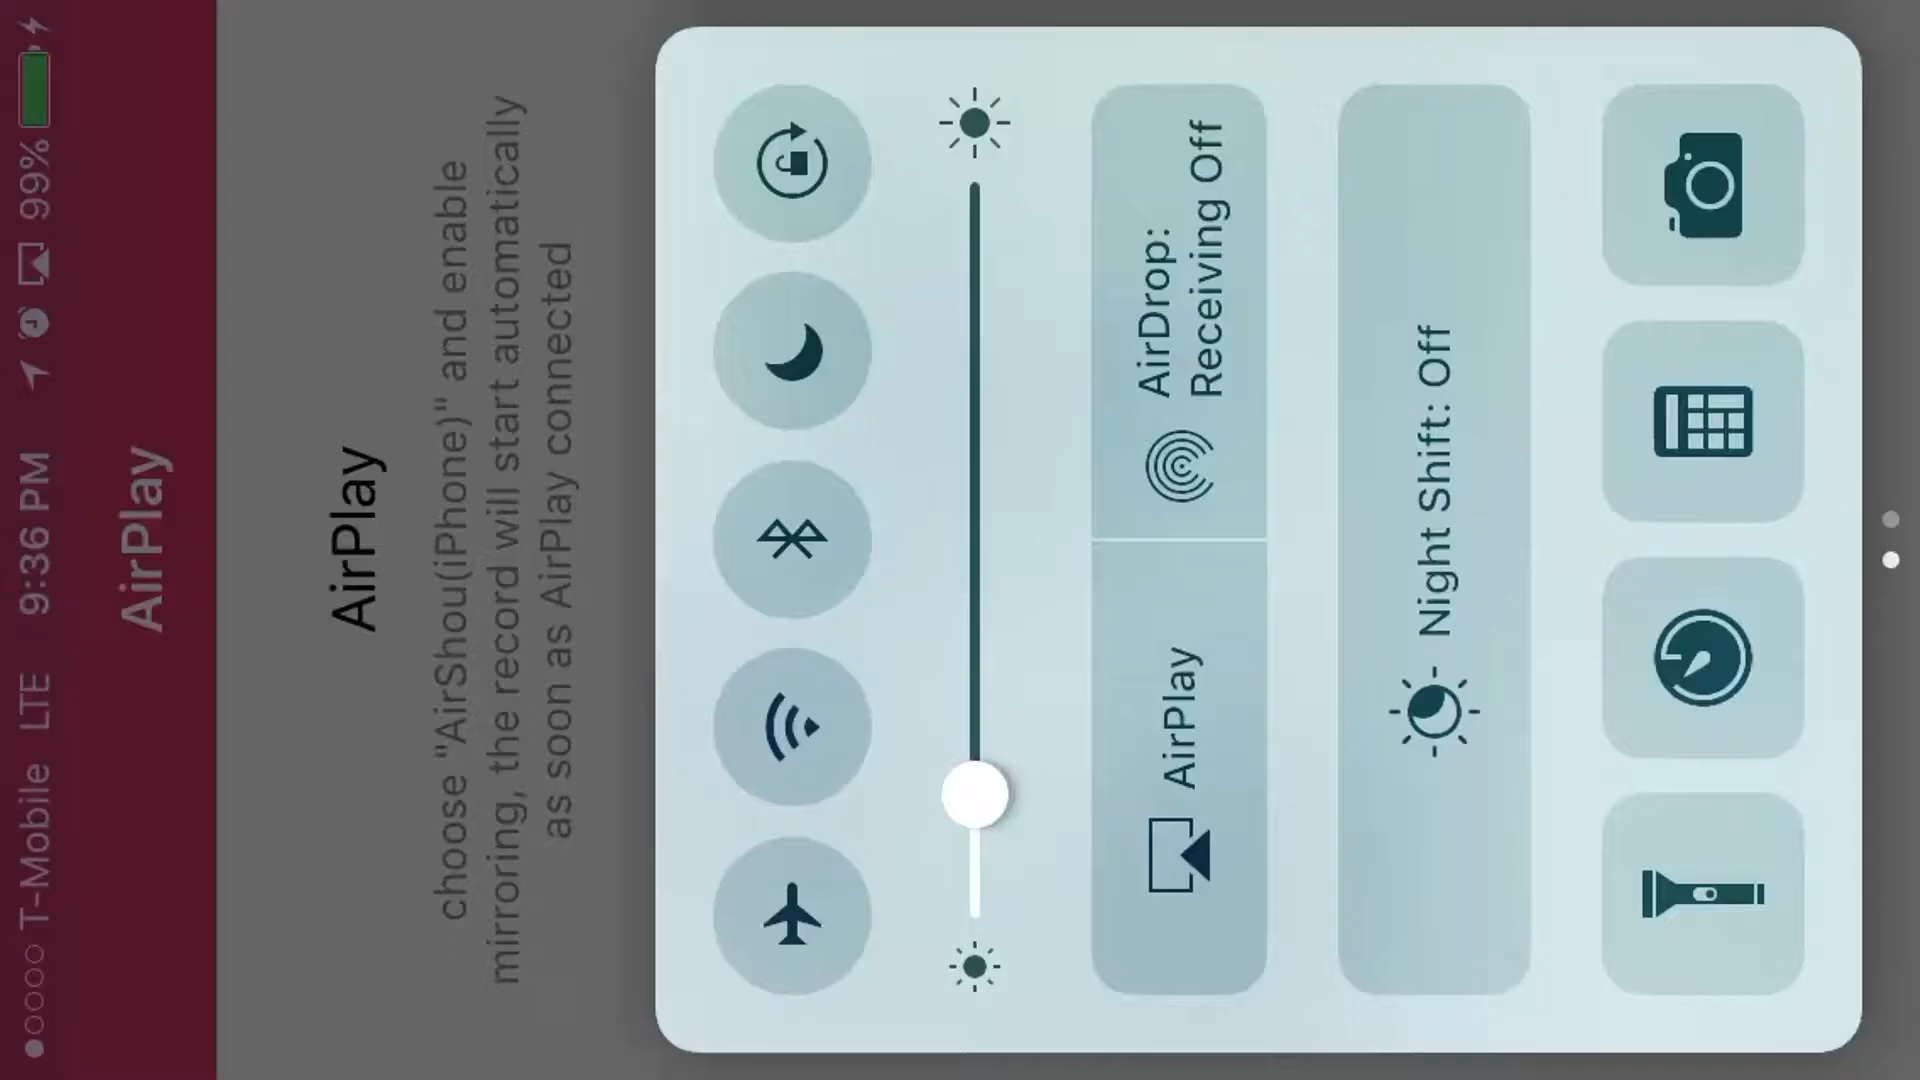 T-Mobile LTE 9:36 PM 99%
AirPlay
AirPlay
choose "AirShou(iPhone)" and enable
mirroring, the record will start automatically
as soon as AirPlay connected
AirPlay
AirDrop:
Receiving Off
Night Shift: Off